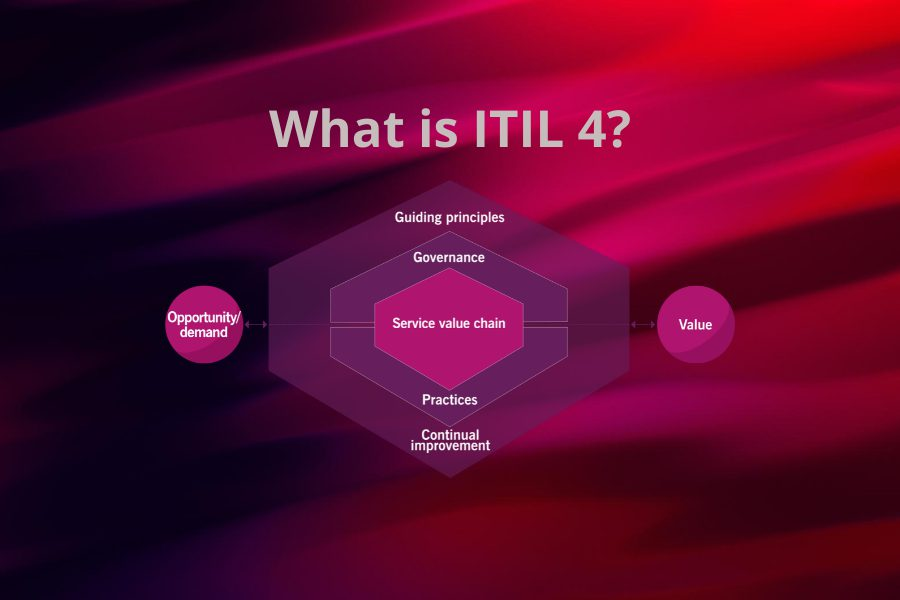 What is ITIL 4?
Guiding principles
Governance
Opportunity/
demand
Service value chain
Value
Practices
Continual
improvement